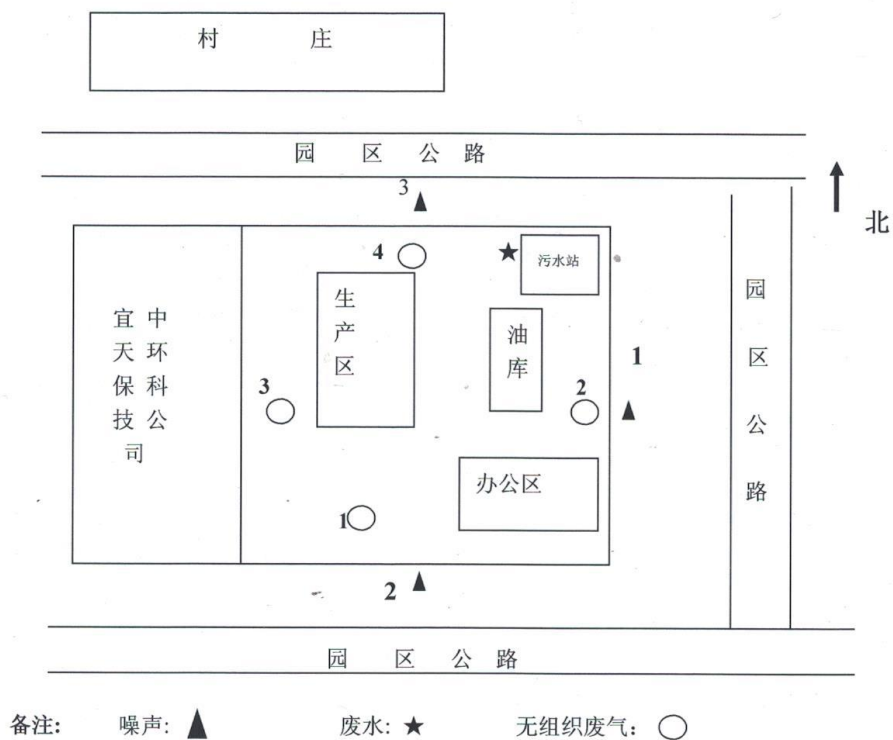 村 庄
园 区 公 路
3
北
4
污水站
生产区
油库
园区公路
宜中
天环
保科
技公
司
1
3
2
办公区
1
2
园 区 公 路
备注: 噪声: ▲ 废水: ★ 无组织废气: ○